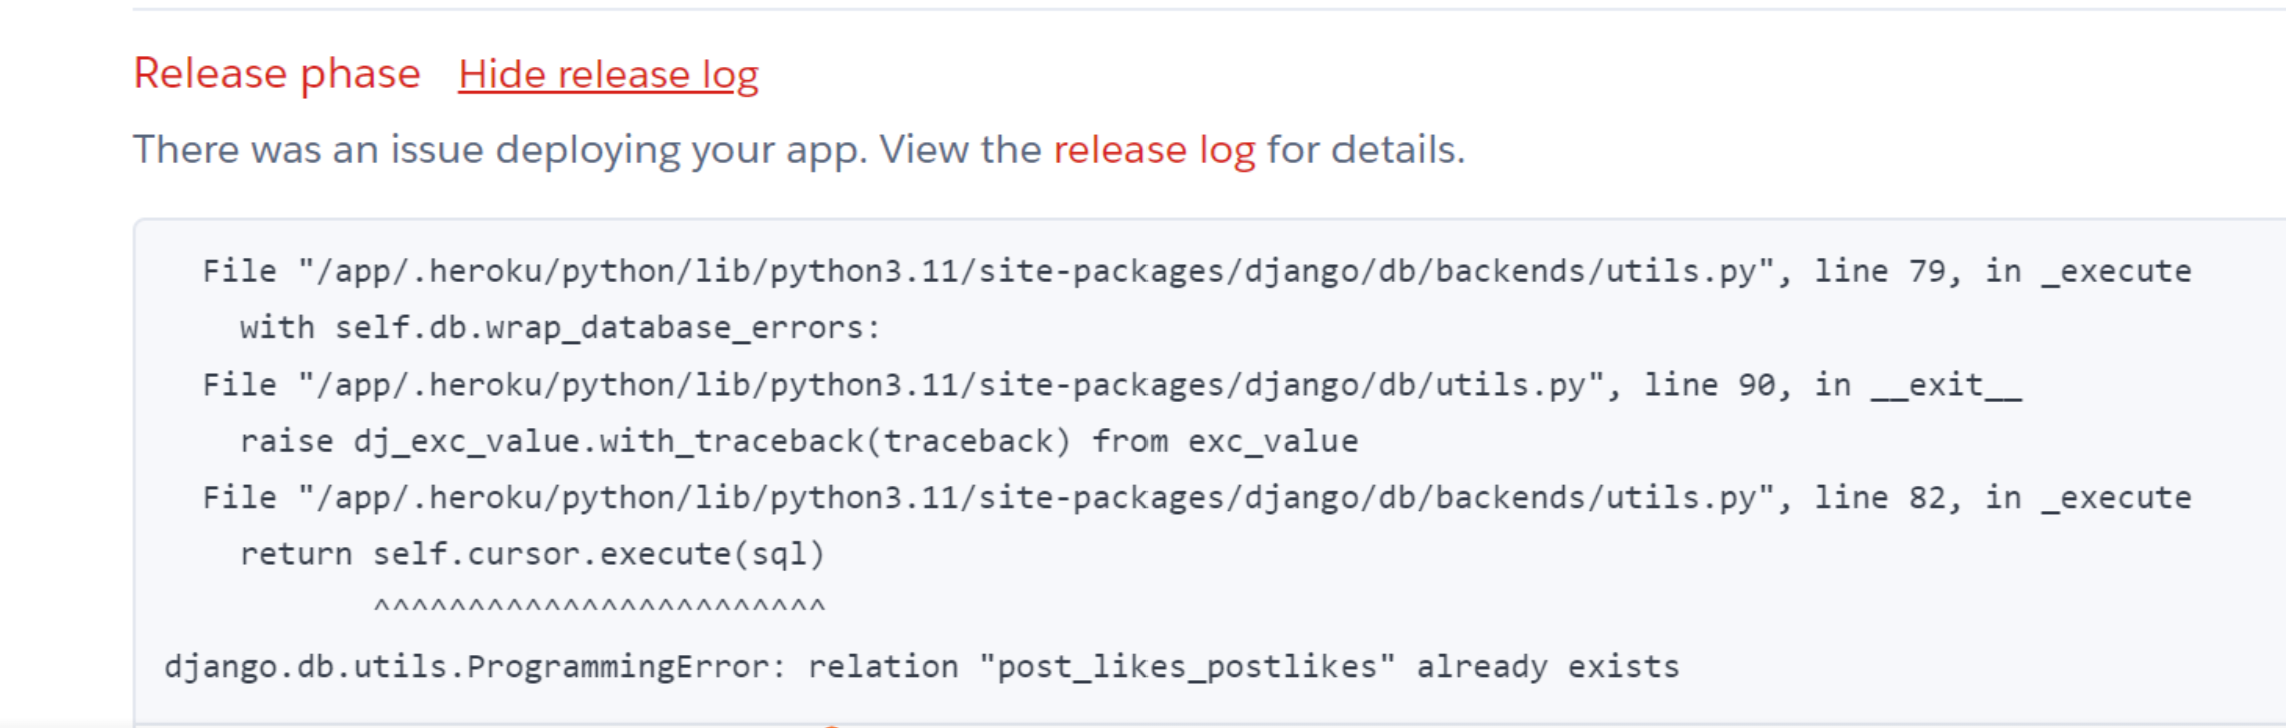 Release phase Hide release log
There was an issue deploying your app. View the release log for details.
File "/app/.heroku/python/lib/python3.11/site-packages/django/db/backends/utils.py", line 79, in _execute
with self.db.wrap_database_errors:
File "/app/.heroku/python/lib/python3.11/site-packages/django/db/utils.py", line 90, in __exit__
raise dj_exc_value.with_traceback(traceback) from exc_value
File "/app/.heroku/python/lib/python3.11/site-packages/django/db/backends/utils.py", line 82, in _execute
return self.cursor.execute(sql)
^^^^^^^^^^^^^^^^^^^^^^^^
django.db.utils.ProgrammingError: relation "post_likes_postlikes" already exists